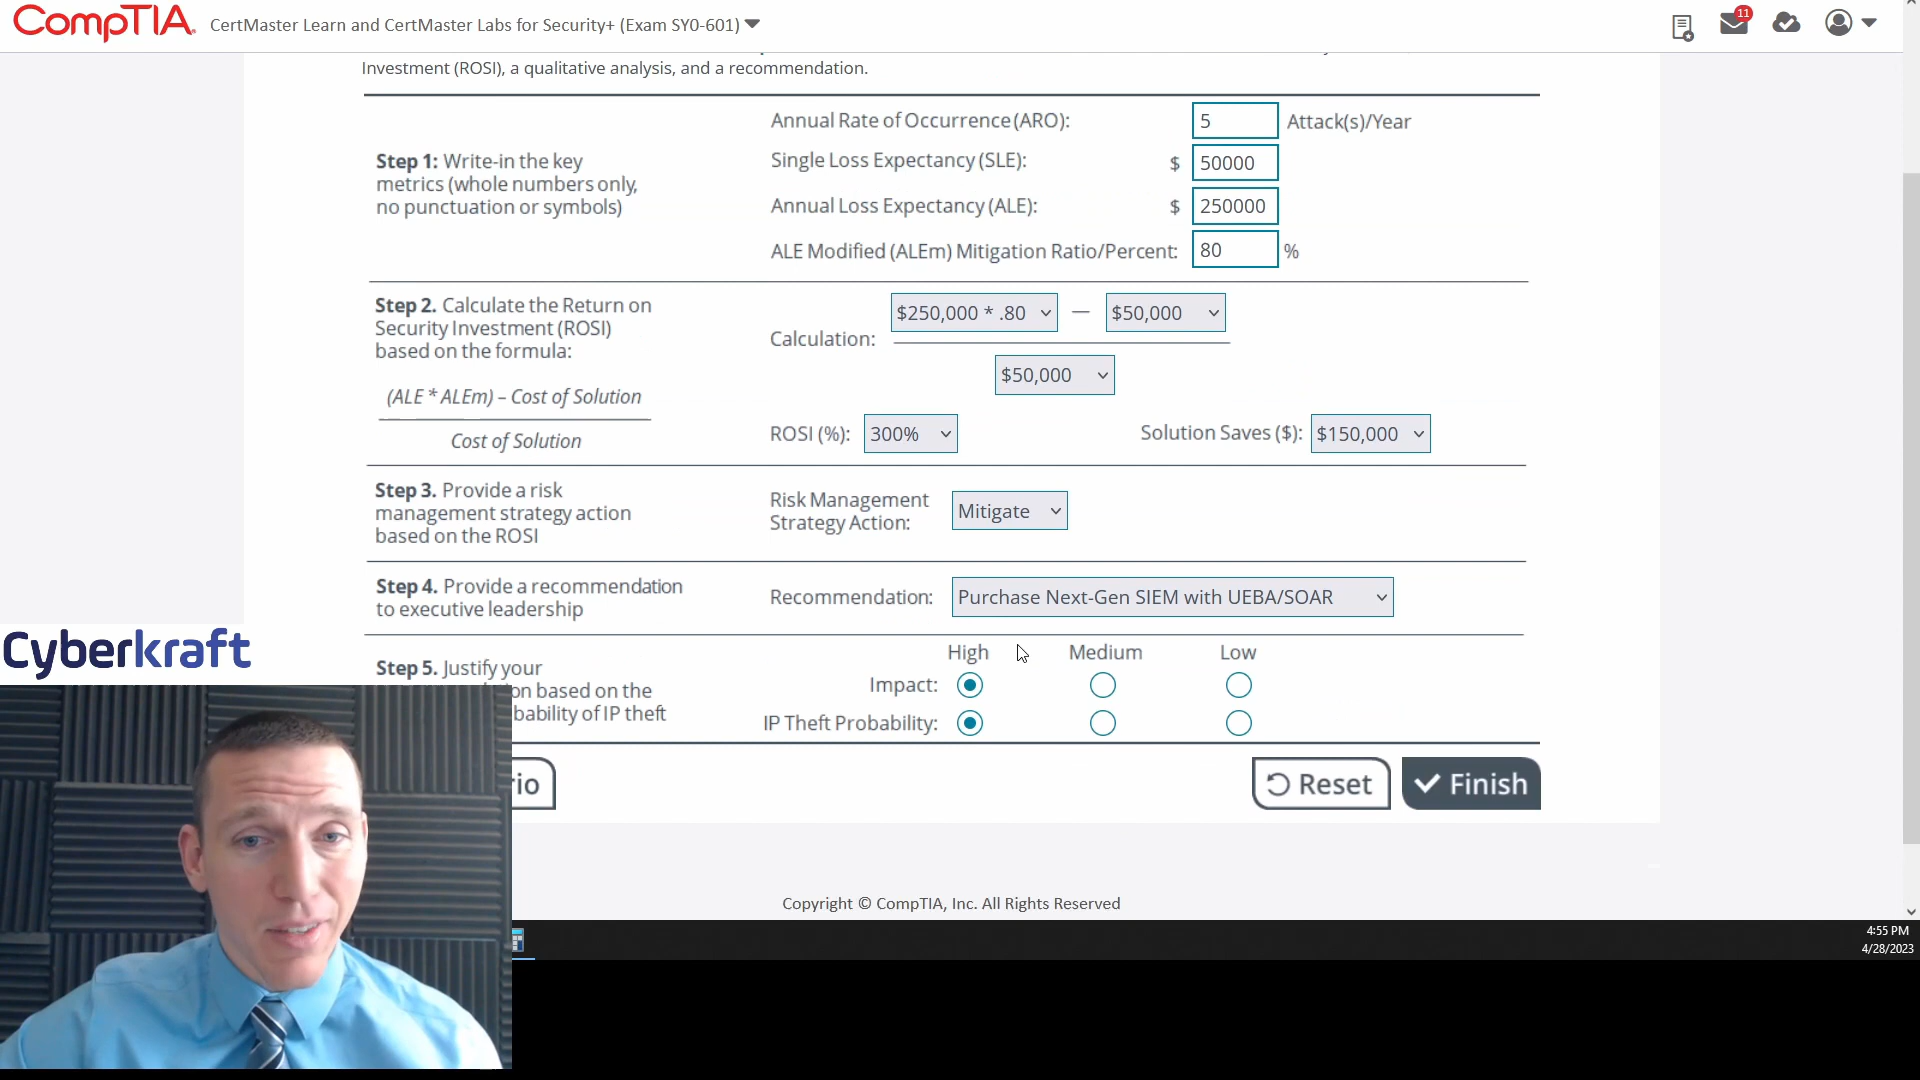 CompTIA. CertMaster Learn and CertMaster Labs for Security+ (Exam SY0-601) 11
Investment (ROSI), a qualitative analysis, and a recommendation.
Step 1: Write-in the key
metrics (whole numbers only,
no punctuation or symbols)
Annual Rate of Occurrence (ARO): 5 Attack(s)/Year
Single Loss Expectancy (SLE): $ 50000
Annual Loss Expectancy (ALE): $ 250000
ALE Modified (ALEm) Mitigation Ratio/Percent: 80 %
Step 2. Calculate the Return on
Security Investment (ROSI)
based on the formula:
(ALE * ALEm) – Cost of Solution
Cost of Solution
Calculation: $250,000 * .80 — $50,000
$50,000
ROSI (%): 300% Solution Saves ($): $150,000
Step 3. Provide a risk
management strategy action
based on the ROSI
Risk Management
Strategy Action: Mitigate
Step 4. Provide a recommendation
to executive leadership
Recommendation: Purchase Next-Gen SIEM with UEBA/SOAR
Cyberkraft
Step 5. Justify your
on based on the
bability of IP theft
High Medium Low
Impact:
IP Theft Probability:
rio
Reset
Finish
Copyright © CompTIA, Inc. All Rights Reserved
4:55 PM
4/28/2023